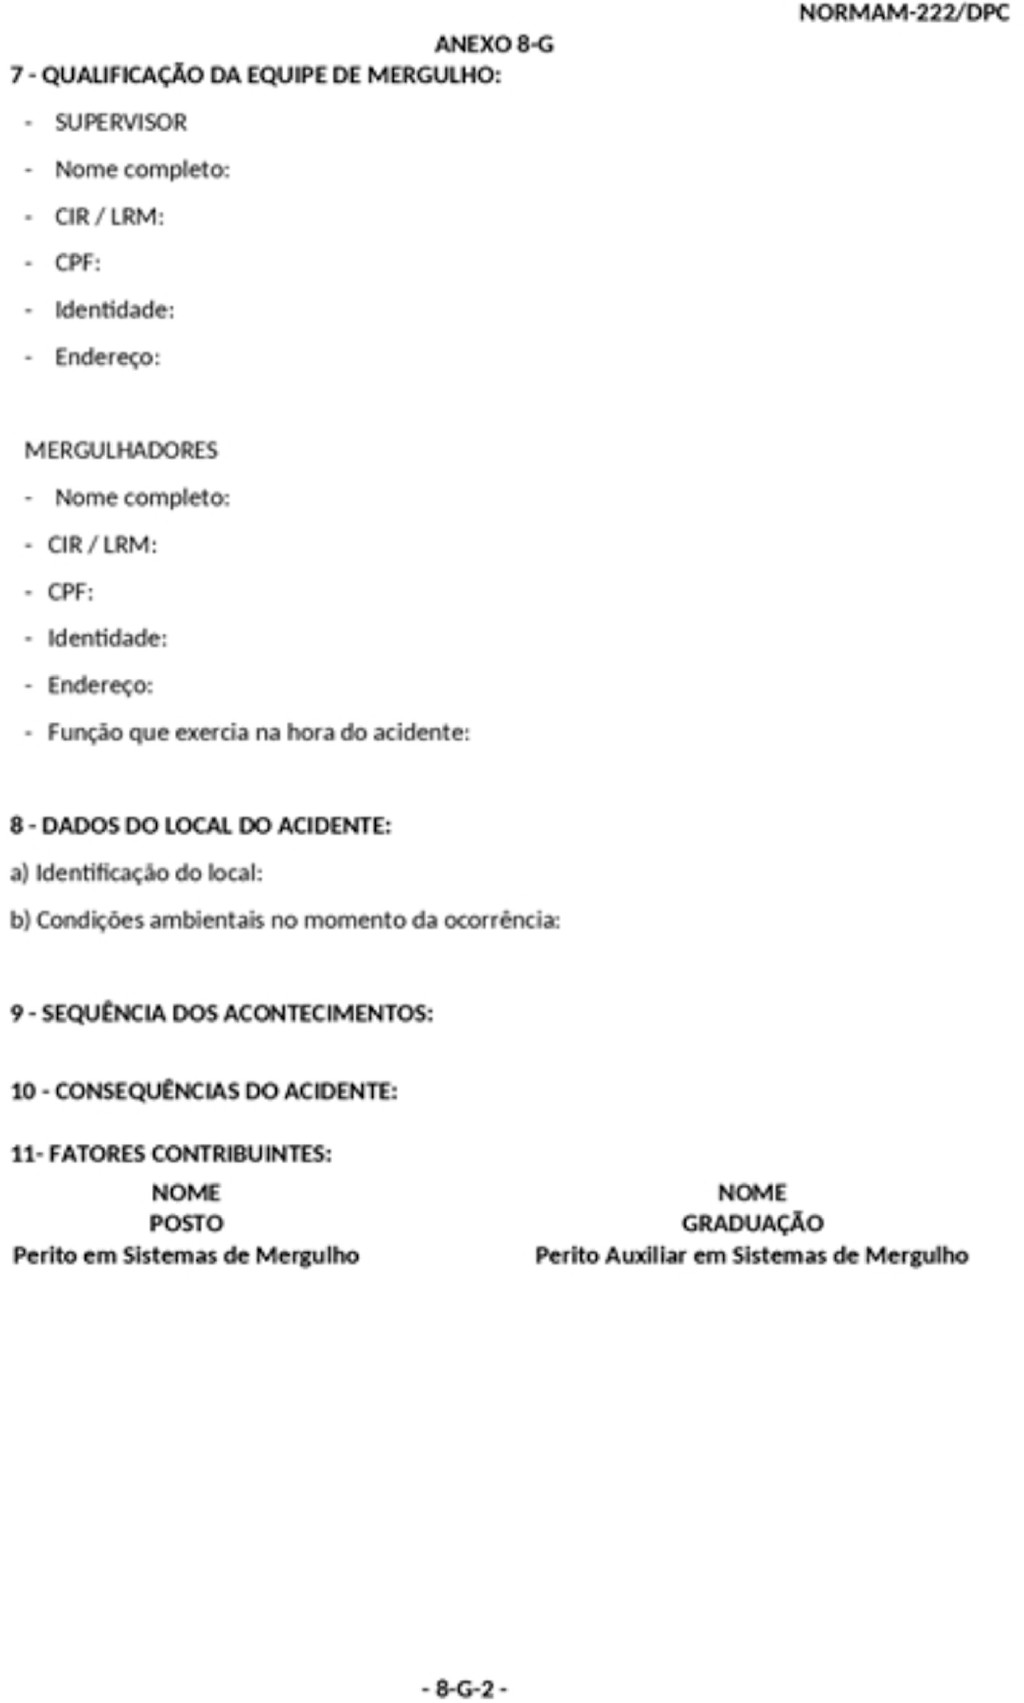 NORMAM-222/DPC
ANEXO 8-G
7 - QUALIFICAÇÃO DA EQUIPE DE MERGULHO:
- SUPERVISOR
- Nome completo:
- CIR / LRM:
- CPF:
- Identidade:
- Endereço:
MERGULHADORES
- Nome completo:
- CIR / LRM:
- CPF:
- Identidade:
- Endereço:
- Função que exercia na hora do acidente:
8 - DADOS DO LOCAL DO ACIDENTE:
a) Identificação do local:
b) Condições ambientais no momento da ocorrência:
9 - SEQUÊNCIA DOS ACONTECIMENTOS:
10 - CONSEQUÊNCIAS DO ACIDENTE:
11- FATORES CONTRIBUINTES:
NOME NOME
POSTO GRADUAÇÃO
Perito em Sistemas de Mergulho Perito Auxiliar em Sistemas de Mergulho
- 8-G-2 -